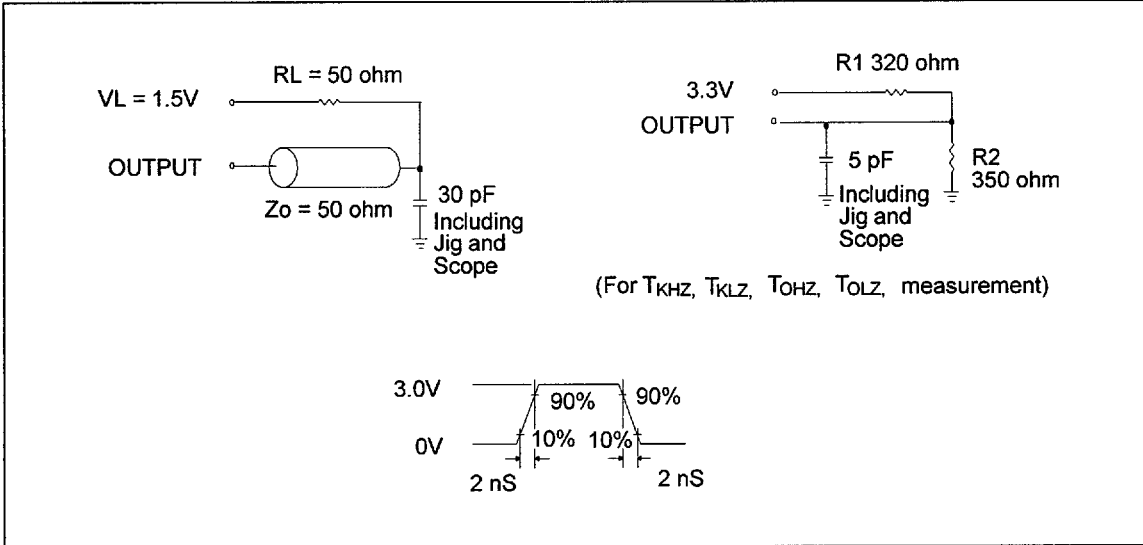 RL = 50 ohm
VL = 1.5V
OUTPUT
Zo = 50 ohm
30 pF
Including
Jig and
Scope
R1 320 ohm
3.3V
OUTPUT
5 pF
Including
Jig and
Scope
R2
350 ohm
(For TKHZ, TKLZ, TOHZ, TOLZ, measurement)
3.0V
90%
90%
0V
10%
10%
2 nS
2 nS